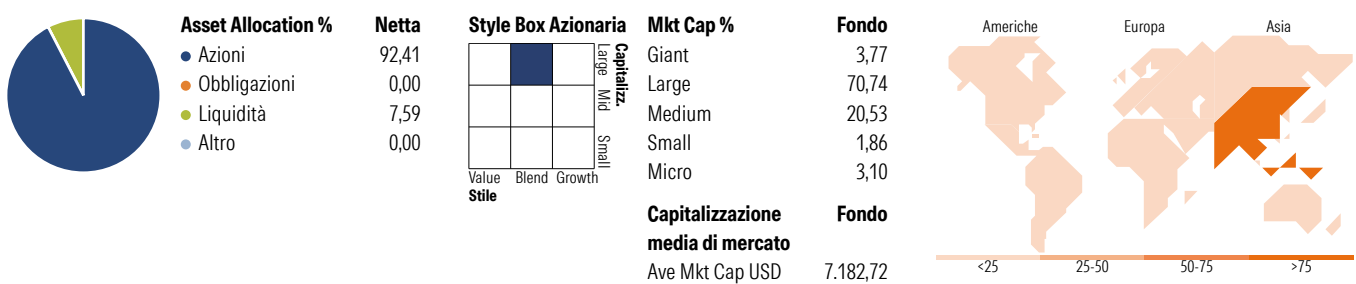 Asset Allocation % Netta
Azioni 92,41
Obbligazioni 0,00
Liquidità 7,59
Altro 0,00
Style Box Azionaria
Capitalizz.
Large
Mid
Small
Value Blend Growth
Stile
Mkt Cap % Fondo
Giant 3,77
Large 70,74
Medium 20,53
Small 1,86
Micro 3,10
Capitalizzazione Fondo
media di mercato
Ave Mkt Cap USD 7.182,72
Americhe Europa Asia
<25 25-50 50-75 >75